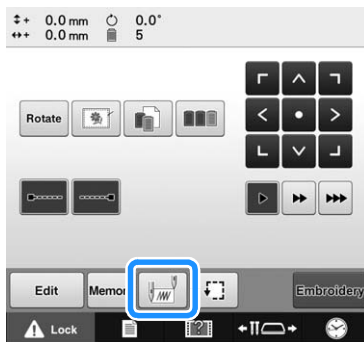 + 0.0 mm 0.0°
+ 0.0 mm 5
Rotate
Edit Memor Embroidery
Lock